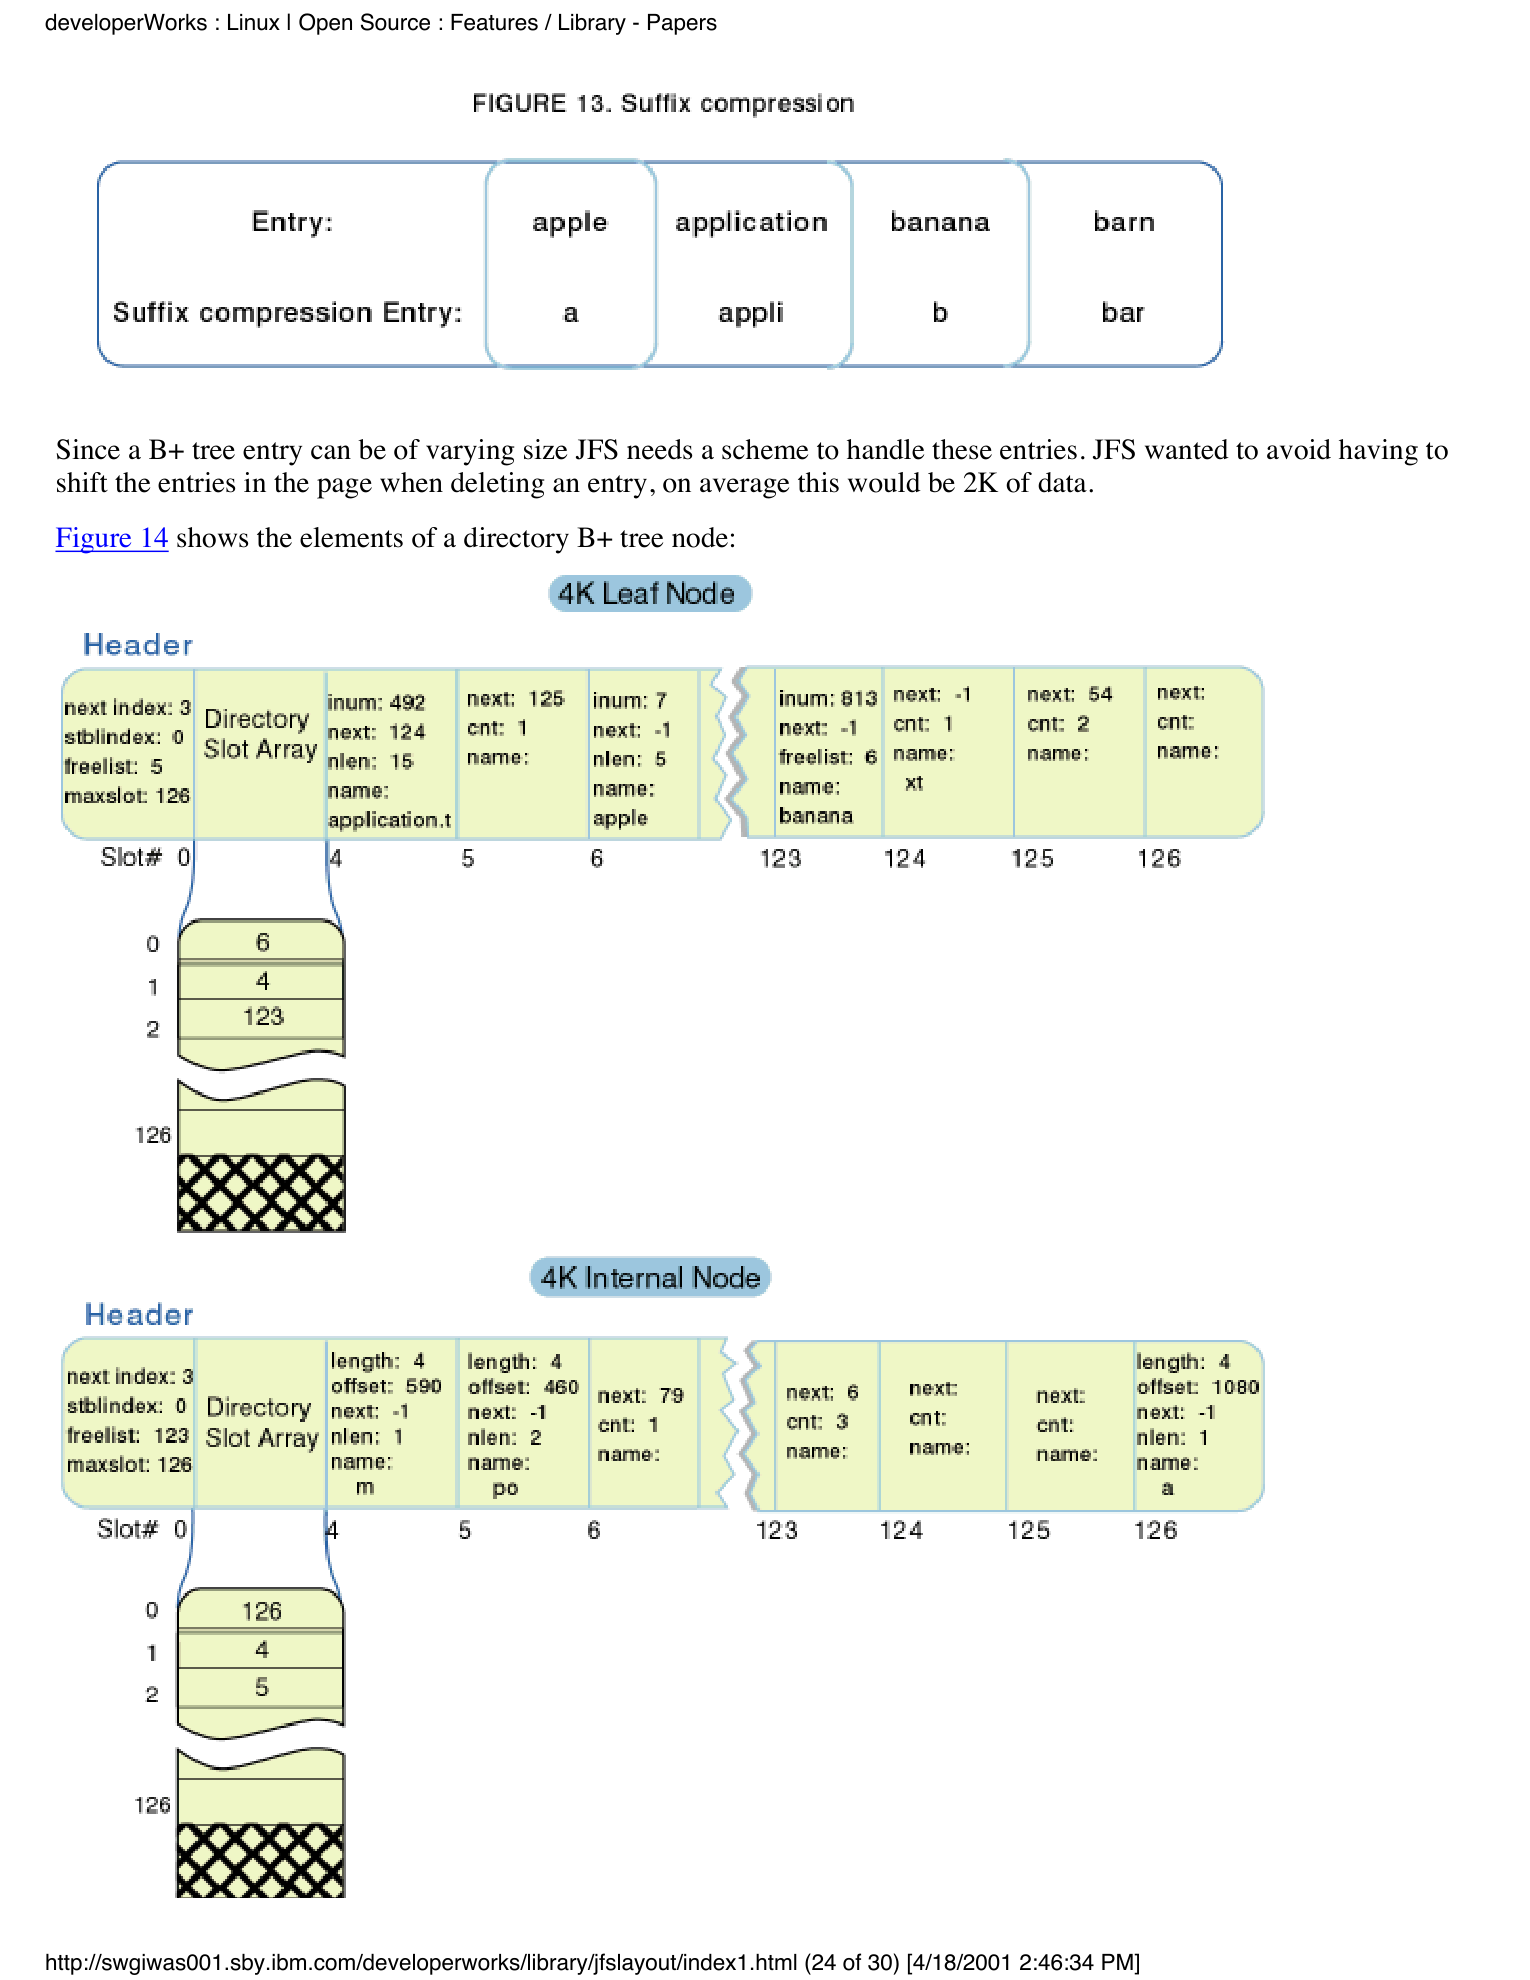 developerWorks : Linux | Open Source : Features / Library - Papers
FIGURE 13. Suffix compression
Entry: apple application banana barn
Suffix compression Entry: a appli b bar
Since a B+ tree entry can be of varying size JFS needs a scheme to handle these entries. JFS wanted to avoid having to
shift the entries in the page when deleting an entry, on average this would be 2K of data.
Figure 14 shows the elements of a directory B+ tree node:
4K Leaf Node
Header
next index: 3
stblindex: 0
freelist: 5
maxslot: 126
Directory
Slot Array
inum: 492
next: 124
nlen: 15
name:
application.t
next: 125
cnt: 1
name:
inum: 7
next: -1
nlen: 5
name:
apple
inum: 813
next: -1
freelist: 6
name:
banana
next: -1
cnt: 1
name:
xt
next: 54
cnt: 2
name:
next:
cnt:
name:
Slot# 0 4 5 6 123 124 125 126
0 6
1 4
2 123
126
4K Internal Node
Header
next index: 3
stblindex: 0
freelist: 123
maxslot: 126
Directory
Slot Array
length: 4
offset: 590
next: -1
nlen: 1
name:
m
length: 4
offset: 460
next: -1
nlen: 2
name:
po
next: 79
cnt: 1
name:
next: 6
cnt: 3
name:
next:
cnt:
name:
next:
cnt:
name:
length: 4
offset: 1080
next: -1
nlen: 1
name:
a
Slot# 0 4 5 6 123 124 125 126
0 126
1 4
2 5
126
http://swgiwas001.sby.ibm.com/developerworks/library/jfslayout/index1.html (24 of 30) [4/18/2001 2:46:34 PM]